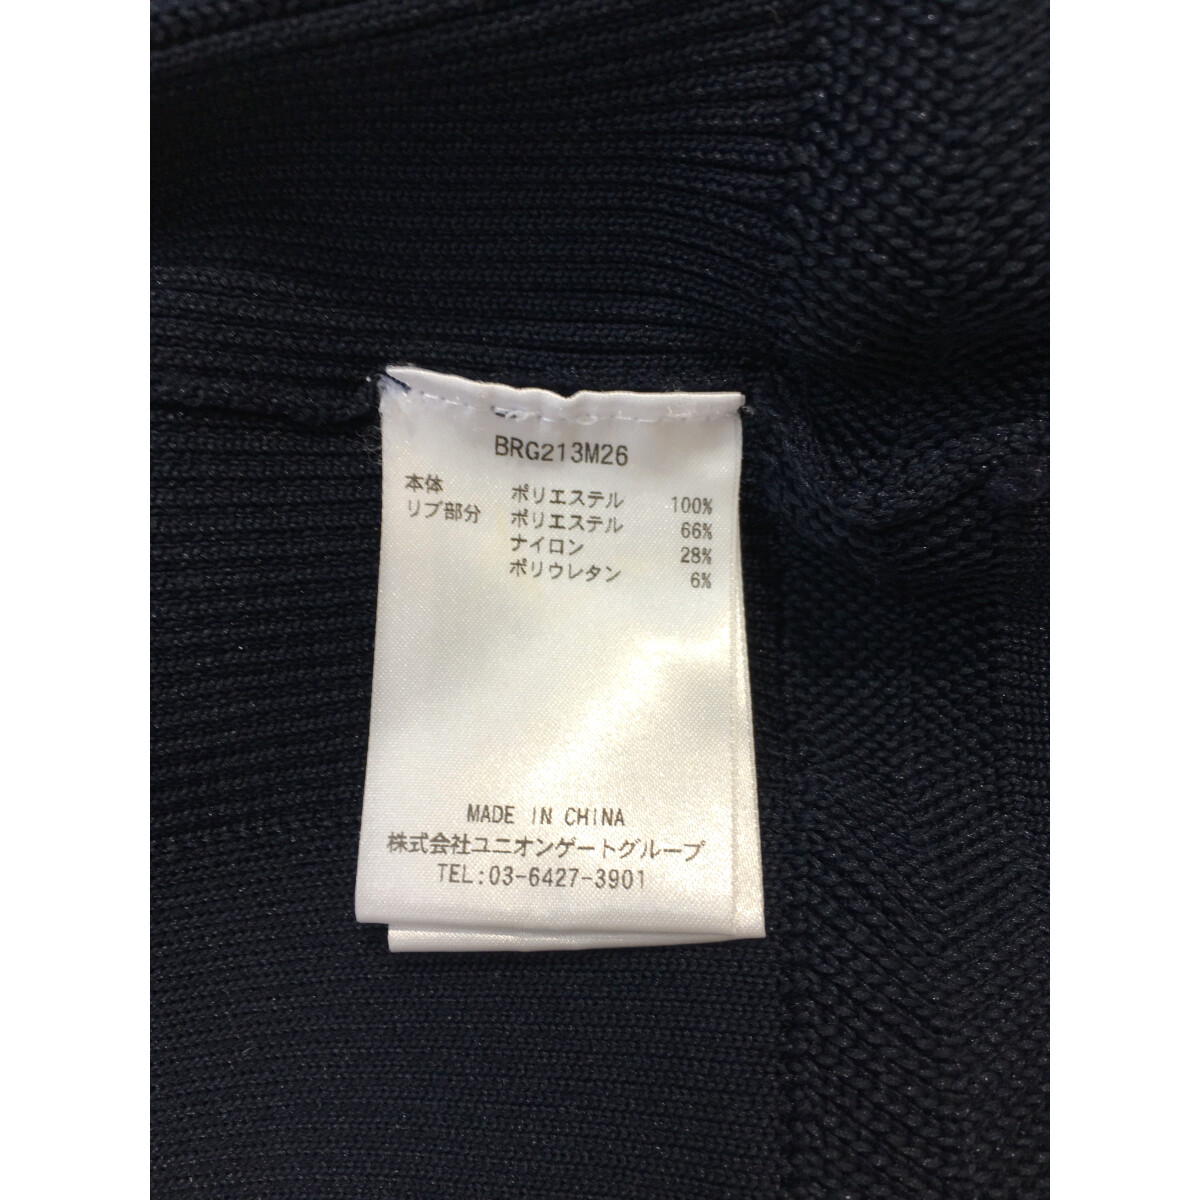 BRG213M26
本体 ポリエステル 100%
リブ部分 ポリエステル 66%
ナイロン 28%
ポリウレタン 6%
MADE IN CHINA
株式会社ユニオンゲートグループ
TEL:03-6427-3901